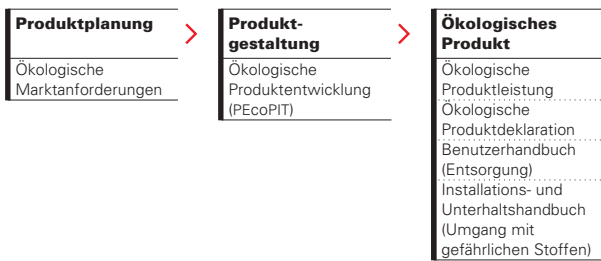 Produktplanung
Ökologische
Marktanforderungen
Produkt-
gestaltung
Ökologische
Produktentwicklung
(PEcoPIT)
Ökologisches
Produkt
Ökologische
Produktleistung
Ökologische
Produktdeklaration
Benutzerhandbuch
(Entsorgung)
Installations- und
Unterhaltshandbuch
(Umgang mit
gefährlichen Stoffen)